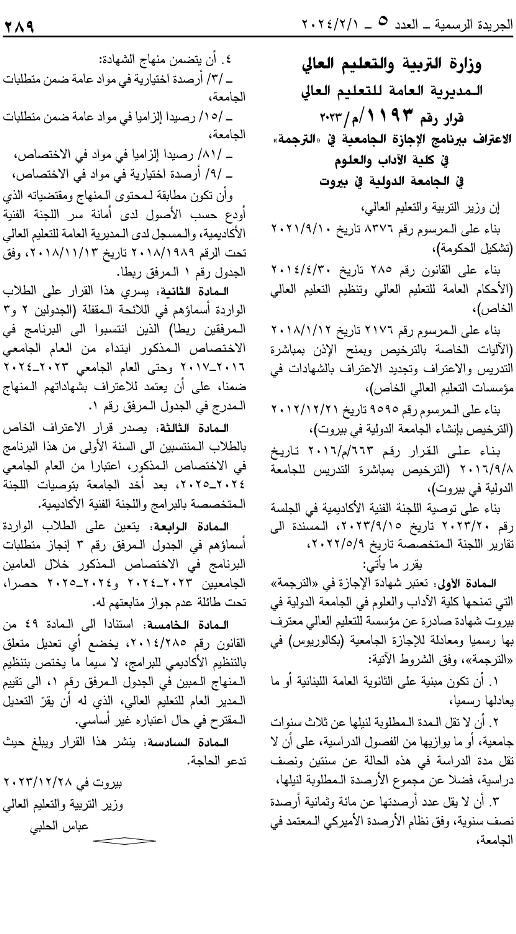 الجريدة الرسمية ــ العدد ٥ ــ ٢٠٢٤/٢/١
٢٨٩
وزارة التربية والتعليم العالي
المديرية العامة للتعليم العالي
قرار رقم ١١٩٣/م/٢٠٢٣
الاعتراف ببرنامج الإجازة الجامعية في «الترجمة»
في كلية الآداب والعلوم
في الجامعة الدولية في بيروت
إن وزير التربية والتعليم العالي،
بناء على المرسوم رقم ٨٣٧٦ تاريخ ٢٠٢١/٩/١٠
(تشكيل الحكومة)،
بناء على القانون رقم ٢٨٥ تاريخ ٢٠١٤/٤/٣٠
(الأحكام العامة للتعليم العالي وتنظيم التعليم العالي
الخاص)،
بناء على المرسوم رقم ٢١٧٦ تاريخ ٢٠١٨/١/١٢
(الآليات الخاصة بالترخيص وبمنح الإذن بمباشرة
التدريس والاعتراف وتجديد الاعتراف بالشهادات في
مؤسسات التعليم العالي الخاص)،
بناء على المرسوم رقم ٩٥٩٥ تاريخ ٢٠١٢/١٢/٢١
(الترخيص بإنشاء الجامعة الدولية في بيروت)،
بناء على القرار رقم ٦٦٣/م/٢٠١٦ تاريخ
٢٠١٦/٩/٨ (الترخيص بمباشرة التدريس للجامعة
الدولية في بيروت)،
بناء على توصية اللجنة الفنية الأكاديمية في الجلسة
رقم ٢٠٢٣/٢٠ تاريخ ٢٠٢٣/٩/١٥، المسندة الى
تقارير اللجنة المتخصصة تاريخ ٢٠٢٢/٥/٩،
يقرر ما يأتي:
المادة الأولى: تعتبر شهادة الإجازة في «الترجمة»
التي تمنحها كلية الآداب والعلوم في الجامعة الدولية في
بيروت شهادة صادرة عن مؤسسة للتعليم العالي معترف
بها رسميا ومعادلة للإجازة الجامعية (بكالوريوس) في
«الترجمة»، وفق الشروط الآتية:
١. أن تكون مبنية على الثانوية العامة اللبنانية أو ما
يعادلها رسميا،
٢. أن لا تقل المدة المطلوبة لنيلها عن ثلاث سنوات
جامعية، أو ما يوازيها من الفصول الدراسية، على أن لا
تقل مدة الدراسة في هذه الحالة عن سنتين ونصف
دراسية، فضلا عن مجموع الأرصدة المطلوبة لنيلها،
٣. أن لا يقل عدد أرصدتها عن مائة وثمانية أرصدة
نصف سنوية، وفق نظام الأرصدة الأميركي المعتمد في
الجامعة،
٤. أن يتضمن منهاج الشهادة:
ــ /٣/ أرصدة اختيارية في مواد عامة ضمن متطلبات
الجامعة،
ــ /١٥/ رصيدا إلزاميا في مواد عامة ضمن متطلبات
الجامعة،
ــ /٨١/ رصيدا إلزاميا في مواد في الاختصاص،
ــ /٩/ أرصدة اختيارية في مواد في الاختصاص،
وأن تكون مطابقة لمحتوى المنهاج ومقتضياته الذي
أودع حسب الأصول لدى أمانة سر اللجنة الفنية
الأكاديمية، والمسجل لدى المديرية العامة للتعليم العالي
تحت الرقم ٢٠١٨/١٩٨٩ تاريخ ٢٠١٨/١١/١٣، وفق
الجدول رقم ١ المرفق ربطا.
المادة الثانية: يسري هذا القرار على الطلاب
الواردة أسماؤهم في اللائحة المقفلة (الجدولين ٢ و٣
المرفقين ربطا) الذين انتسبوا الى البرنامج في
الاختصاص المذكور ابتداء من العام الجامعي
٢٠١٦ــ٢٠١٧ وحتى العام الجامعي ٢٠٢٣ــ٢٠٢٤
ضمنا، على أن يعتمد للاعتراف بشهاداتهم المنهاج
المدرج في الجدول المرفق رقم ١.
المادة الثالثة: يصدر قرار الاعتراف الخاص
بالطلاب المنتسبين الى السنة الأولى من هذا البرنامج
في الاختصاص المذكور، اعتبارا من العام الجامعي
٢٠٢٤ــ٢٠٢٥، بعد أخد الجامعة بتوصيات اللجنة
المتخصصة بالبرامج واللجنة الفنية الأكاديمية.
المادة الرابعة: يتعين على الطلاب الواردة
أسماؤهم في الجدول المرفق رقم ٣ إنجاز متطلبات
البرنامج في الاختصاص المذكور خلال العامين
الجامعيين ٢٠٢٣ــ٢٠٢٤ و٢٠٢٤ــ٢٠٢٥ حصرا،
تحت طائلة عدم جواز متابعتهم له.
المادة الخامسة: استنادا الى المادة ٤٩ من
القانون رقم ٢٠١٤/٢٨٥، يخضع أي تعديل متعلق
بالتنظيم الأكاديمي للبرامج، لا سيما ما يختص بتنظيم
المنهاج المبين في الجدول المرفق رقم ١، الى تقييم
المدير العام للتعليم العالي، الذي له أن يقرّ التعديل
المقترح في حال اعتباره غير أساسي.
المادة السادسة: ينشر هذا القرار ويبلغ حيث
تدعو الحاجة.
بيروت في ٢٠٢٣/١٢/٢٨
وزير التربية والتعليم العالي
عباس الحلبي